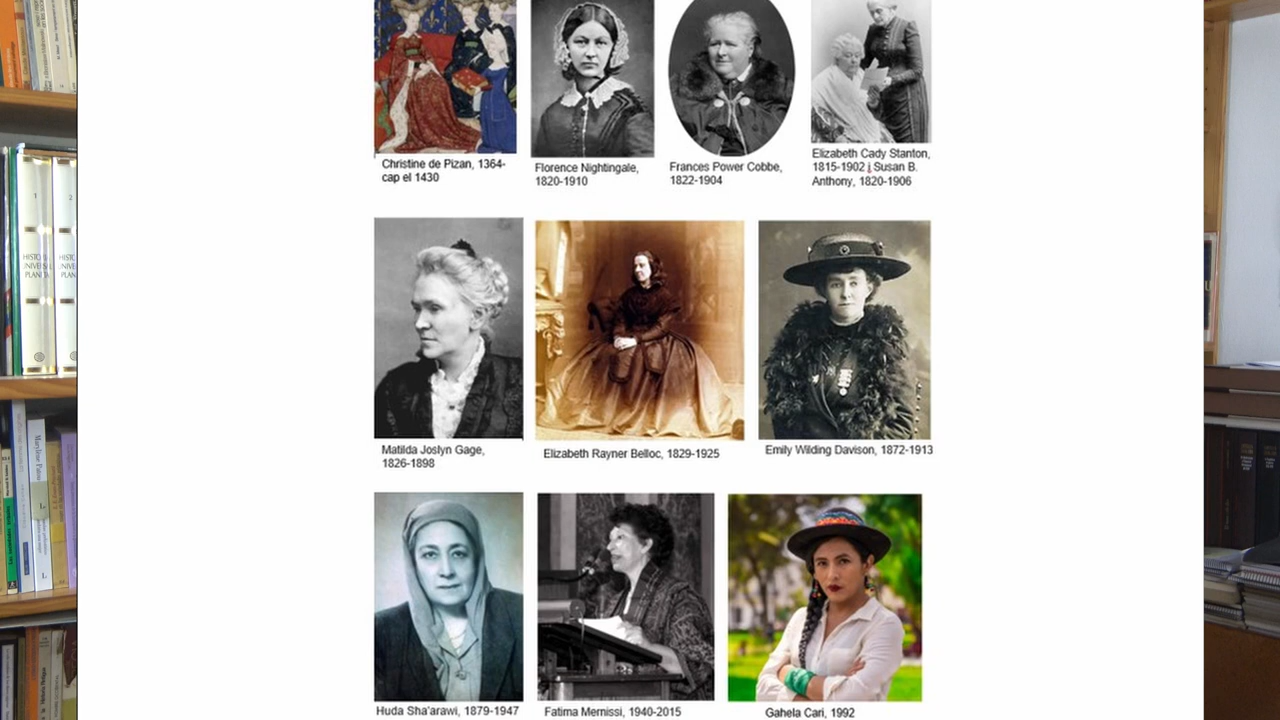 Christine de Pizan, 1364-
cap el 1430
Florence Nightingale,
1820-1910
Frances Power Cobbe,
1822-1904
Elizabeth Cady Stanton,
1815-1902 i Susan B.
Anthony, 1820-1906
Matilda Joslyn Gage,
1826-1898
Elizabeth Rayner Belloc, 1829-1925
Emily Wilding Davison, 1872-1913
Huda Sha'arawi, 1879-1947
Fatima Mernissi, 1940-2015
Gahela Cari, 1992
1
2